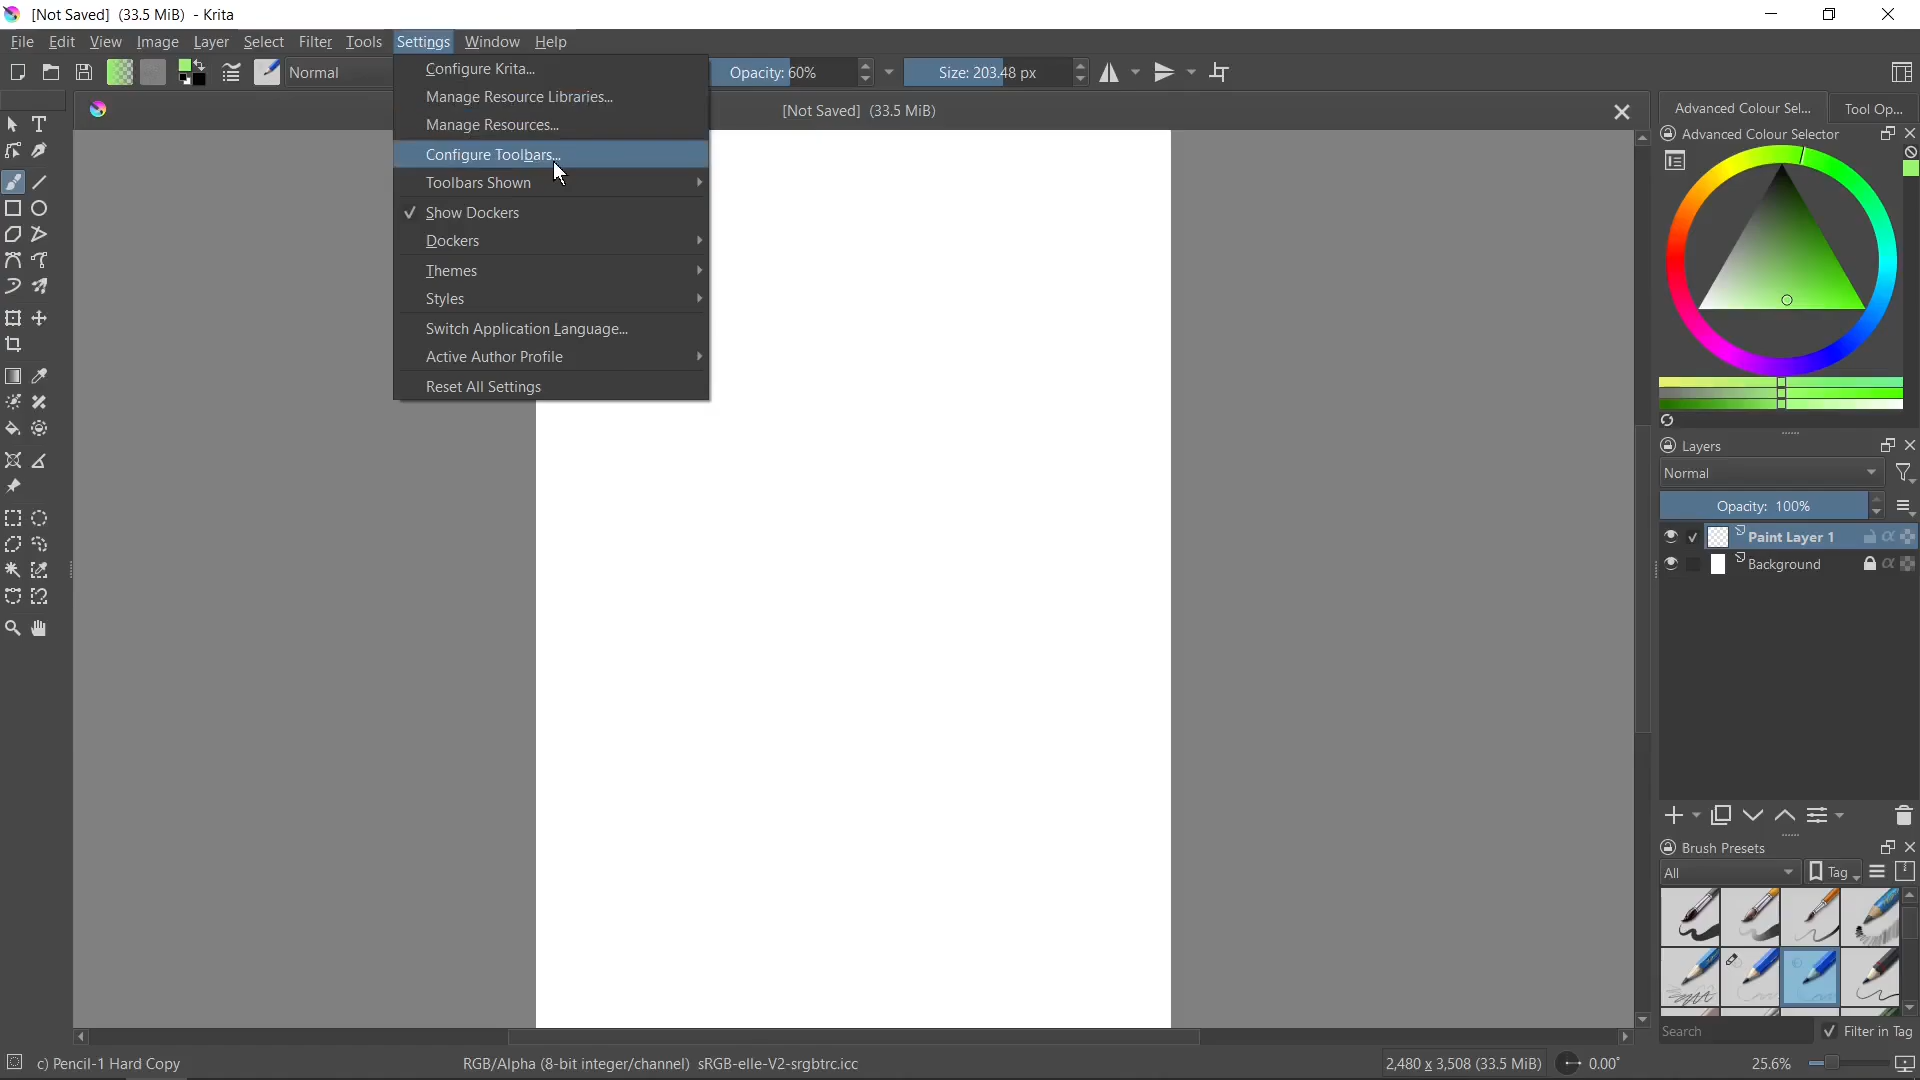 [Not Saved] (33.5 MiB) - Krita
File Edit View Image Layer Select Filter Tools Settings Window Help
Normal
Opacity: 60%
Size: 203.48 px
Configure Krita...
Manage Resource Libraries...
Manage Resources...
Configure Toolbars...
Toolbars Shown
Show Dockers
Dockers
Themes
Styles
Switch Application Language...
Active Author Profile
Reset All Settings
[Not Saved] (33.5 MiB)
Advanced Colour Sel...
Tool Op...
Advanced Colour Selector
Layers
Normal
Opacity: 100%
Paint Layer 1
Background
Brush Presets
All
Tag
Search
Filter in Tag
c) Pencil-1 Hard Copy
RGB/Alpha (8-bit integer/channel) sRGB-elle-V2-srgbtrc.icc
2,480 x 3,508 (33.5 MiB)
0.00°
25.6%